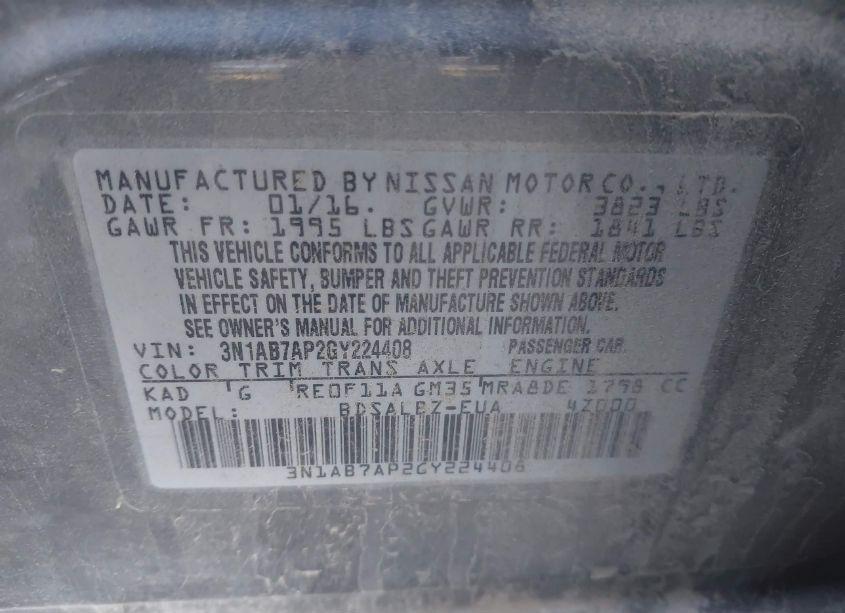 MANUFACTURED BY NISSAN MOTOR CO., LTD.
DATE: 01/16. GVWR: 3823 LBS
GAWR FR: 1995 LBS GAWR RR: 1841 LBS
THIS VEHICLE CONFORMS TO ALL APPLICABLE FEDERAL MOTOR
VEHICLE SAFETY, BUMPER AND THEFT PREVENTION STANDARDS
IN EFFECT ON THE DATE OF MANUFACTURE SHOWN ABOVE.
SEE OWNER'S MANUAL FOR ADDITIONAL INFORMATION.
VIN: 3N1AB7AP2GY224408 PASSENGER CAR.
COLOR TRIM TRANS AXLE ENGINE
KAD G RE0F11A GM35 MRA8DE 1798 CC
MODEL: BDSALBZ-EUA
3N1AB7AP2GY224408